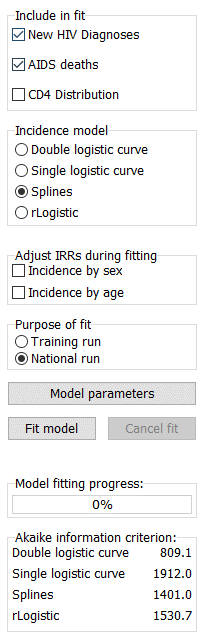 Include in fit
New HIV Diagnoses
AIDS deaths
CD4 Distribution
Incidence model
Double logistic curve
Single logistic curve
Splines
rLogistic
Adjust IRRs during fitting
Incidence by sex
Incidence by age
Purpose of fit
Training run
National run
Model parameters
Fit model Cancel fit
Model fitting progress:
0%
Akaike information criterion:
Double logistic curve 809.1
Single logistic curve 1912.0
Splines 1401.0
rLogistic 1530.7